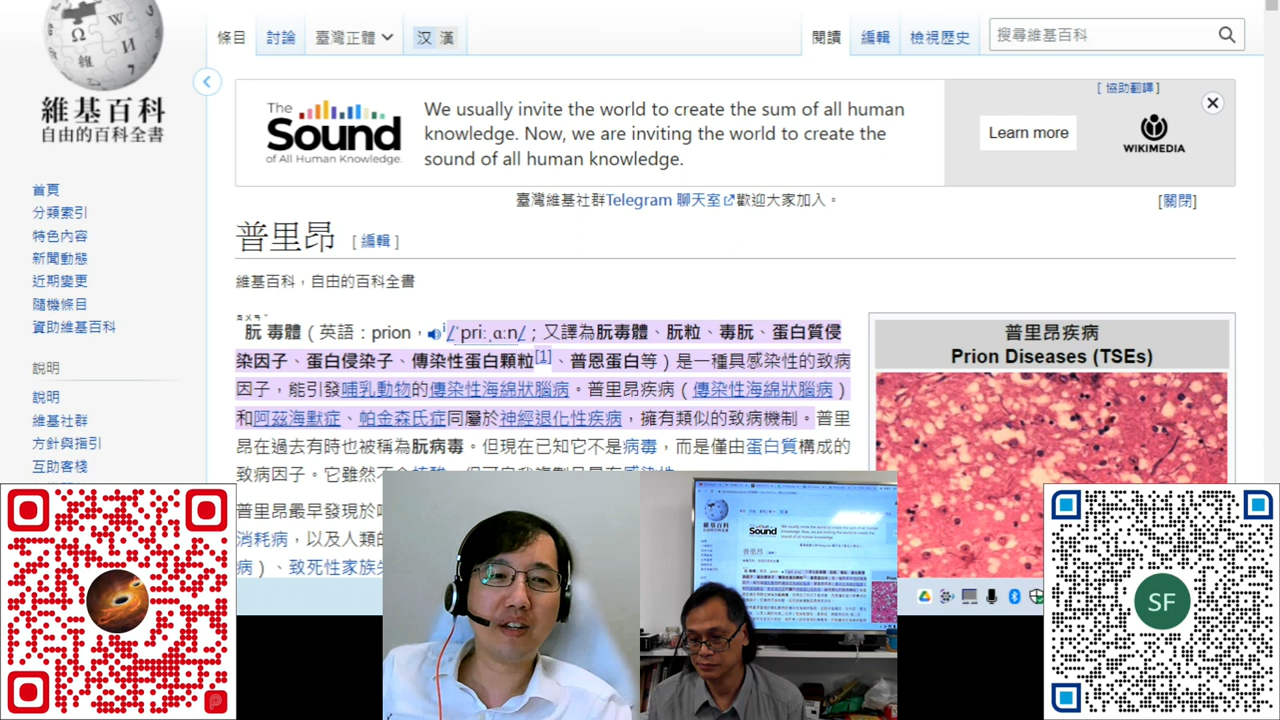 條目 討論 臺灣正體 汉 漢 閱讀 編輯 檢視歷史 搜尋維基百科
維基百科
自由的百科全書
首頁
分類索引
特色內容
新聞動態
近期變更
隨機條目
資助維基百科
說明
說明
維基社群
方針與指引
互助客棧
[ 協助翻譯 ]
The Sound of All Human Knowledge.
We usually invite the world to create the sum of all human
knowledge. Now, we are inviting the world to create the
sound of all human knowledge.
Learn more
WIKIMEDIA
臺灣維基社群Telegram 聊天室歡迎大家加入。
[關閉]
普里昂 [ 編輯 ]
維基百科，自由的百科全書
ㄖㄨㄢˇ
朊 毒體（英語：prion，i/ˈpriːˌɑːn/；又譯為朊毒體、朊粒、毒朊、蛋白質侵
染因子、蛋白侵染子、傳染性蛋白顆粒[1]、普恩蛋白等）是一種具感染性的致病
因子，能引發哺乳動物的傳染性海綿狀腦病。普里昂疾病（傳染性海綿狀腦病）
和阿茲海默症、帕金森氏症同屬於神經退化性疾病，擁有類似的致病機制。普里
昂在過去有時也被稱為朊病毒。但現在已知它不是病毒，而是僅由蛋白質構成的
致病因子。它雖然不
普里昂最早發現於
消耗病，以及人類
病）、致死性家族
普里昂疾病
Prion Diseases (TSEs)
SF